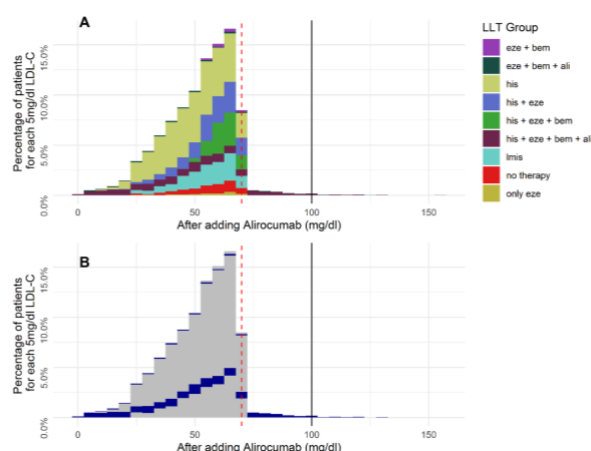 A
LLT Group
eze + bem
eze + bem + ali
his
his + eze
his + eze + bem
his + eze + bem + ali
lmis
no therapy
only eze
Percentage of patients
for each 5mg/dl LDL-C
15.0%
10.0%
5.0%
0.0%
0
50
100
150
After adding Alirocumab (mg/dl)
B
Percentage of patients
for each 5mg/dl LDL-C
15.0%
10.0%
5.0%
0.0%
0
50
100
150
After adding Alirocumab (mg/dl)